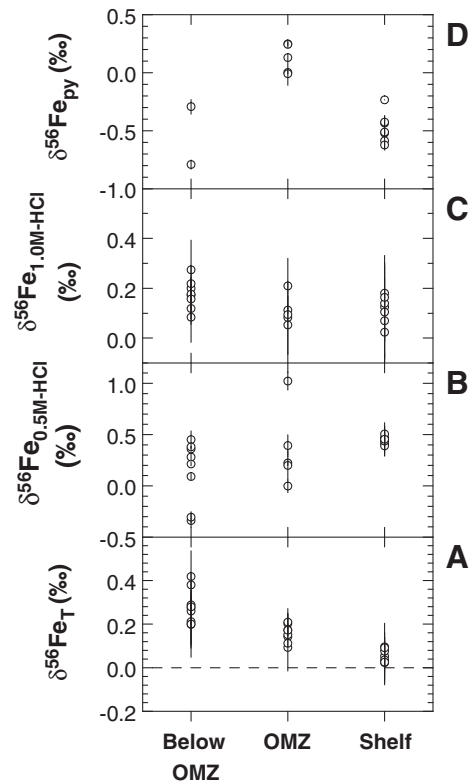 D
δ56Fepy (‰)
0.5
0.0
-0.5
-1.0
C
δ56Fe1.0M-HCl
(‰)
0.4
0.2
0.0
B
δ56Fe0.5M-HCl
(‰)
1.0
0.5
0.0
-0.5
A
δ56FeT (‰)
0.4
0.2
0.0
-0.2
Below
OMZ
OMZ
Shelf